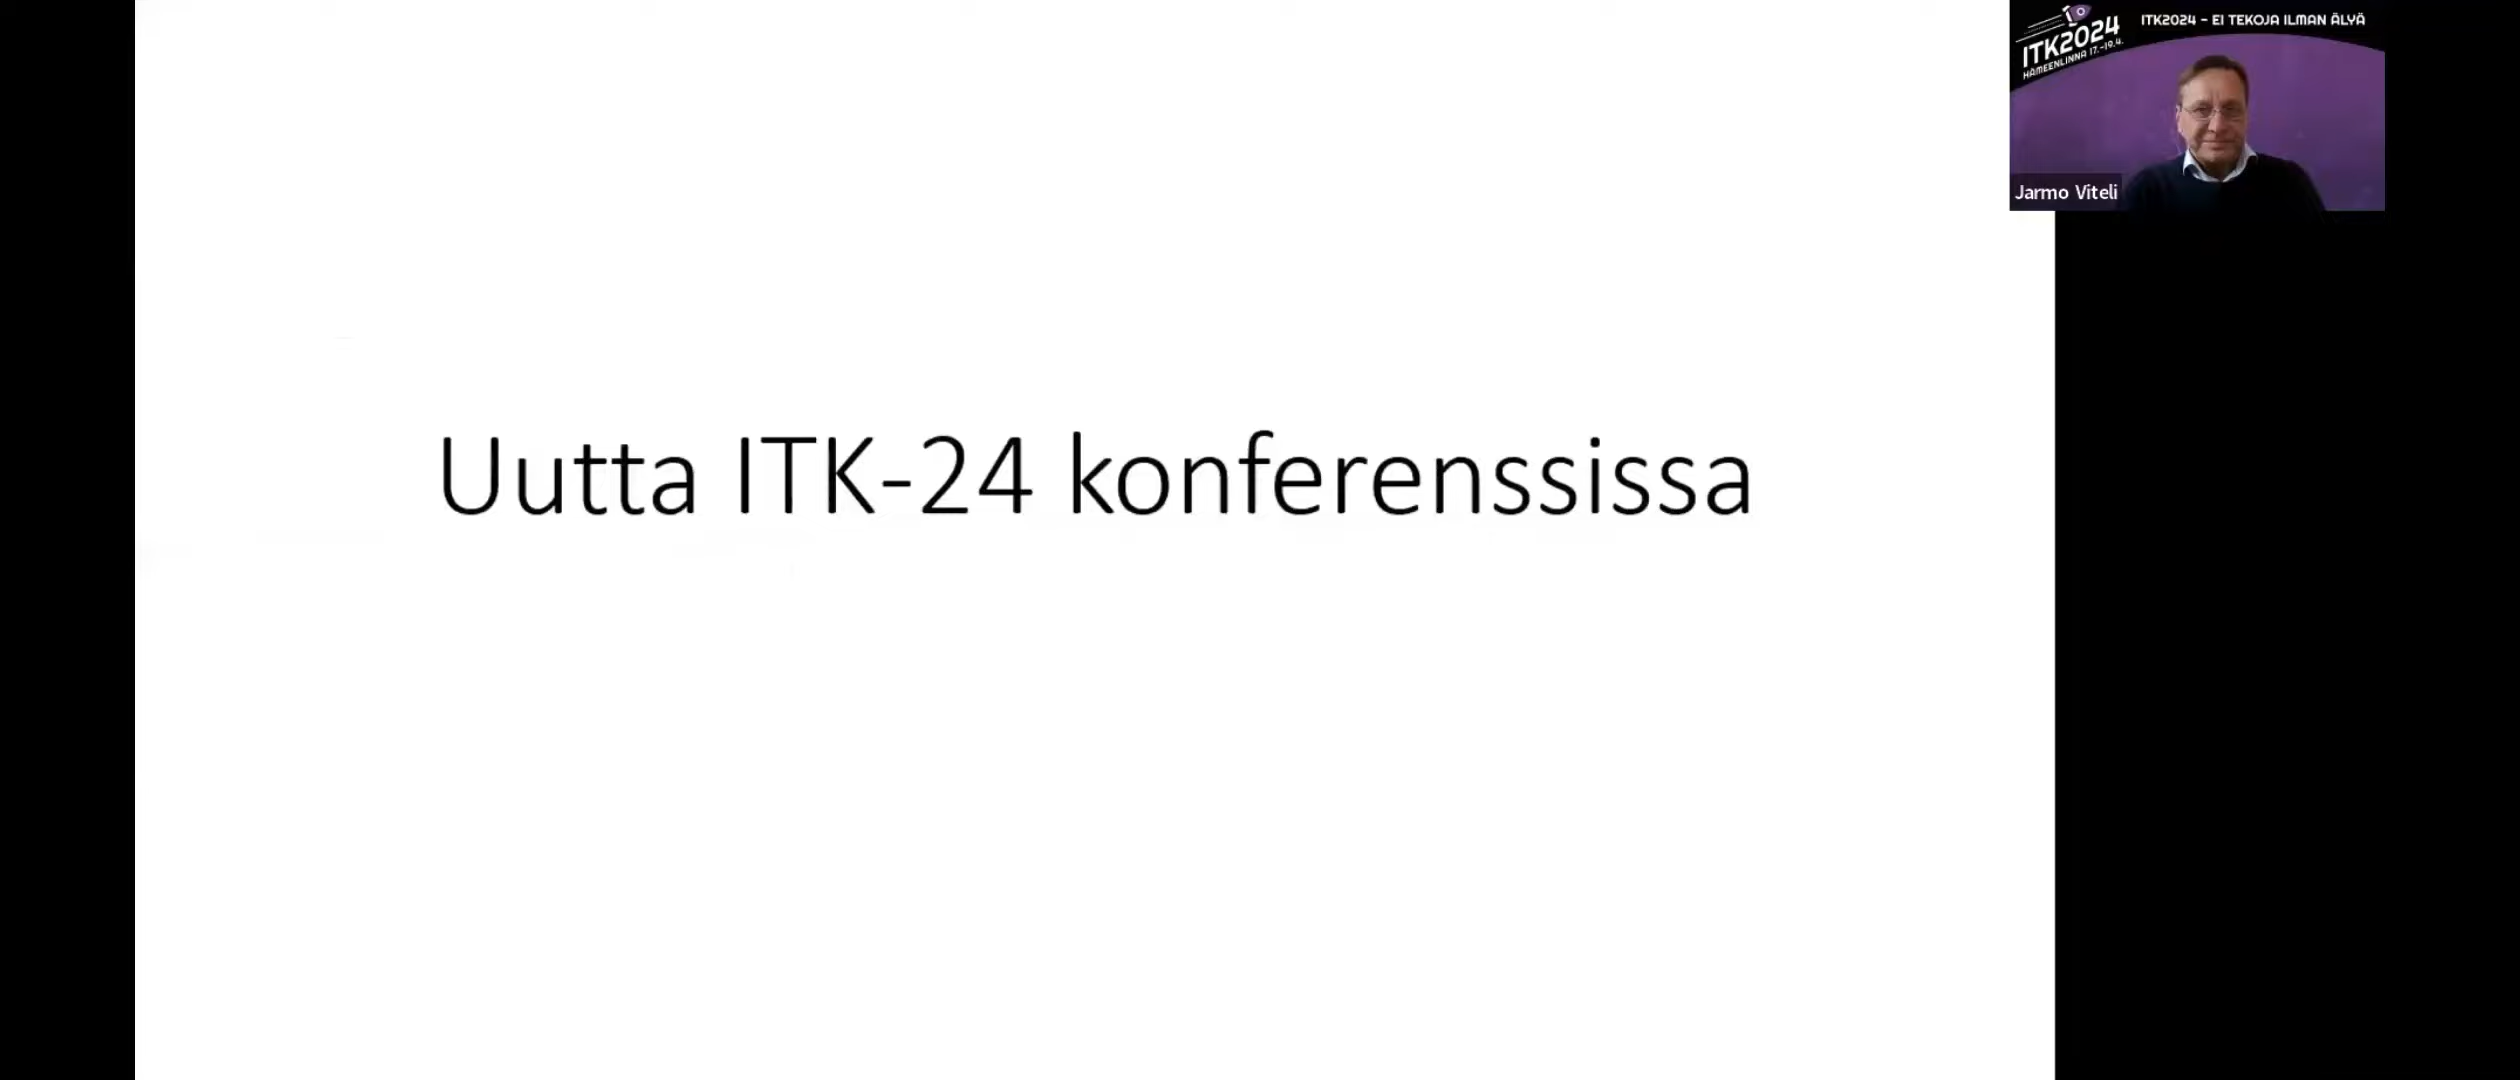 ITK2024 – EI TEKOJA ILMAN ÄLYÄ
ITK2024
HÄMEENLINNA 17.-19.4.
Jarmo Viteli
Uutta ITK-24 konferenssissa